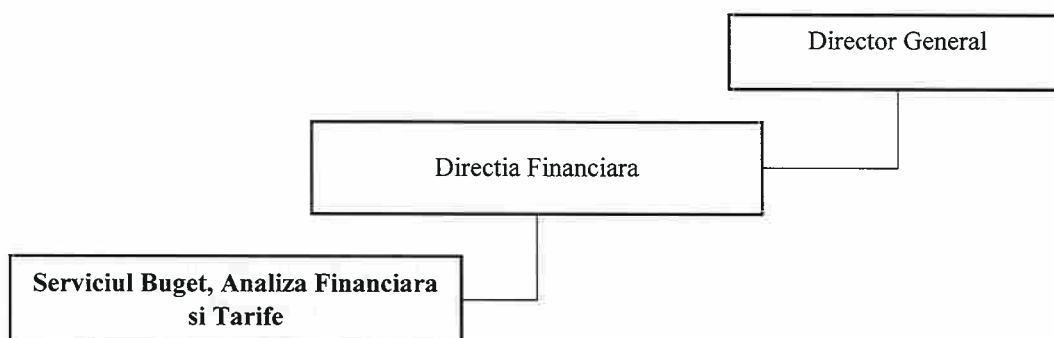 Director General
Directia Financiara
Serviciul Buget, Analiza Financiara
si Tarife